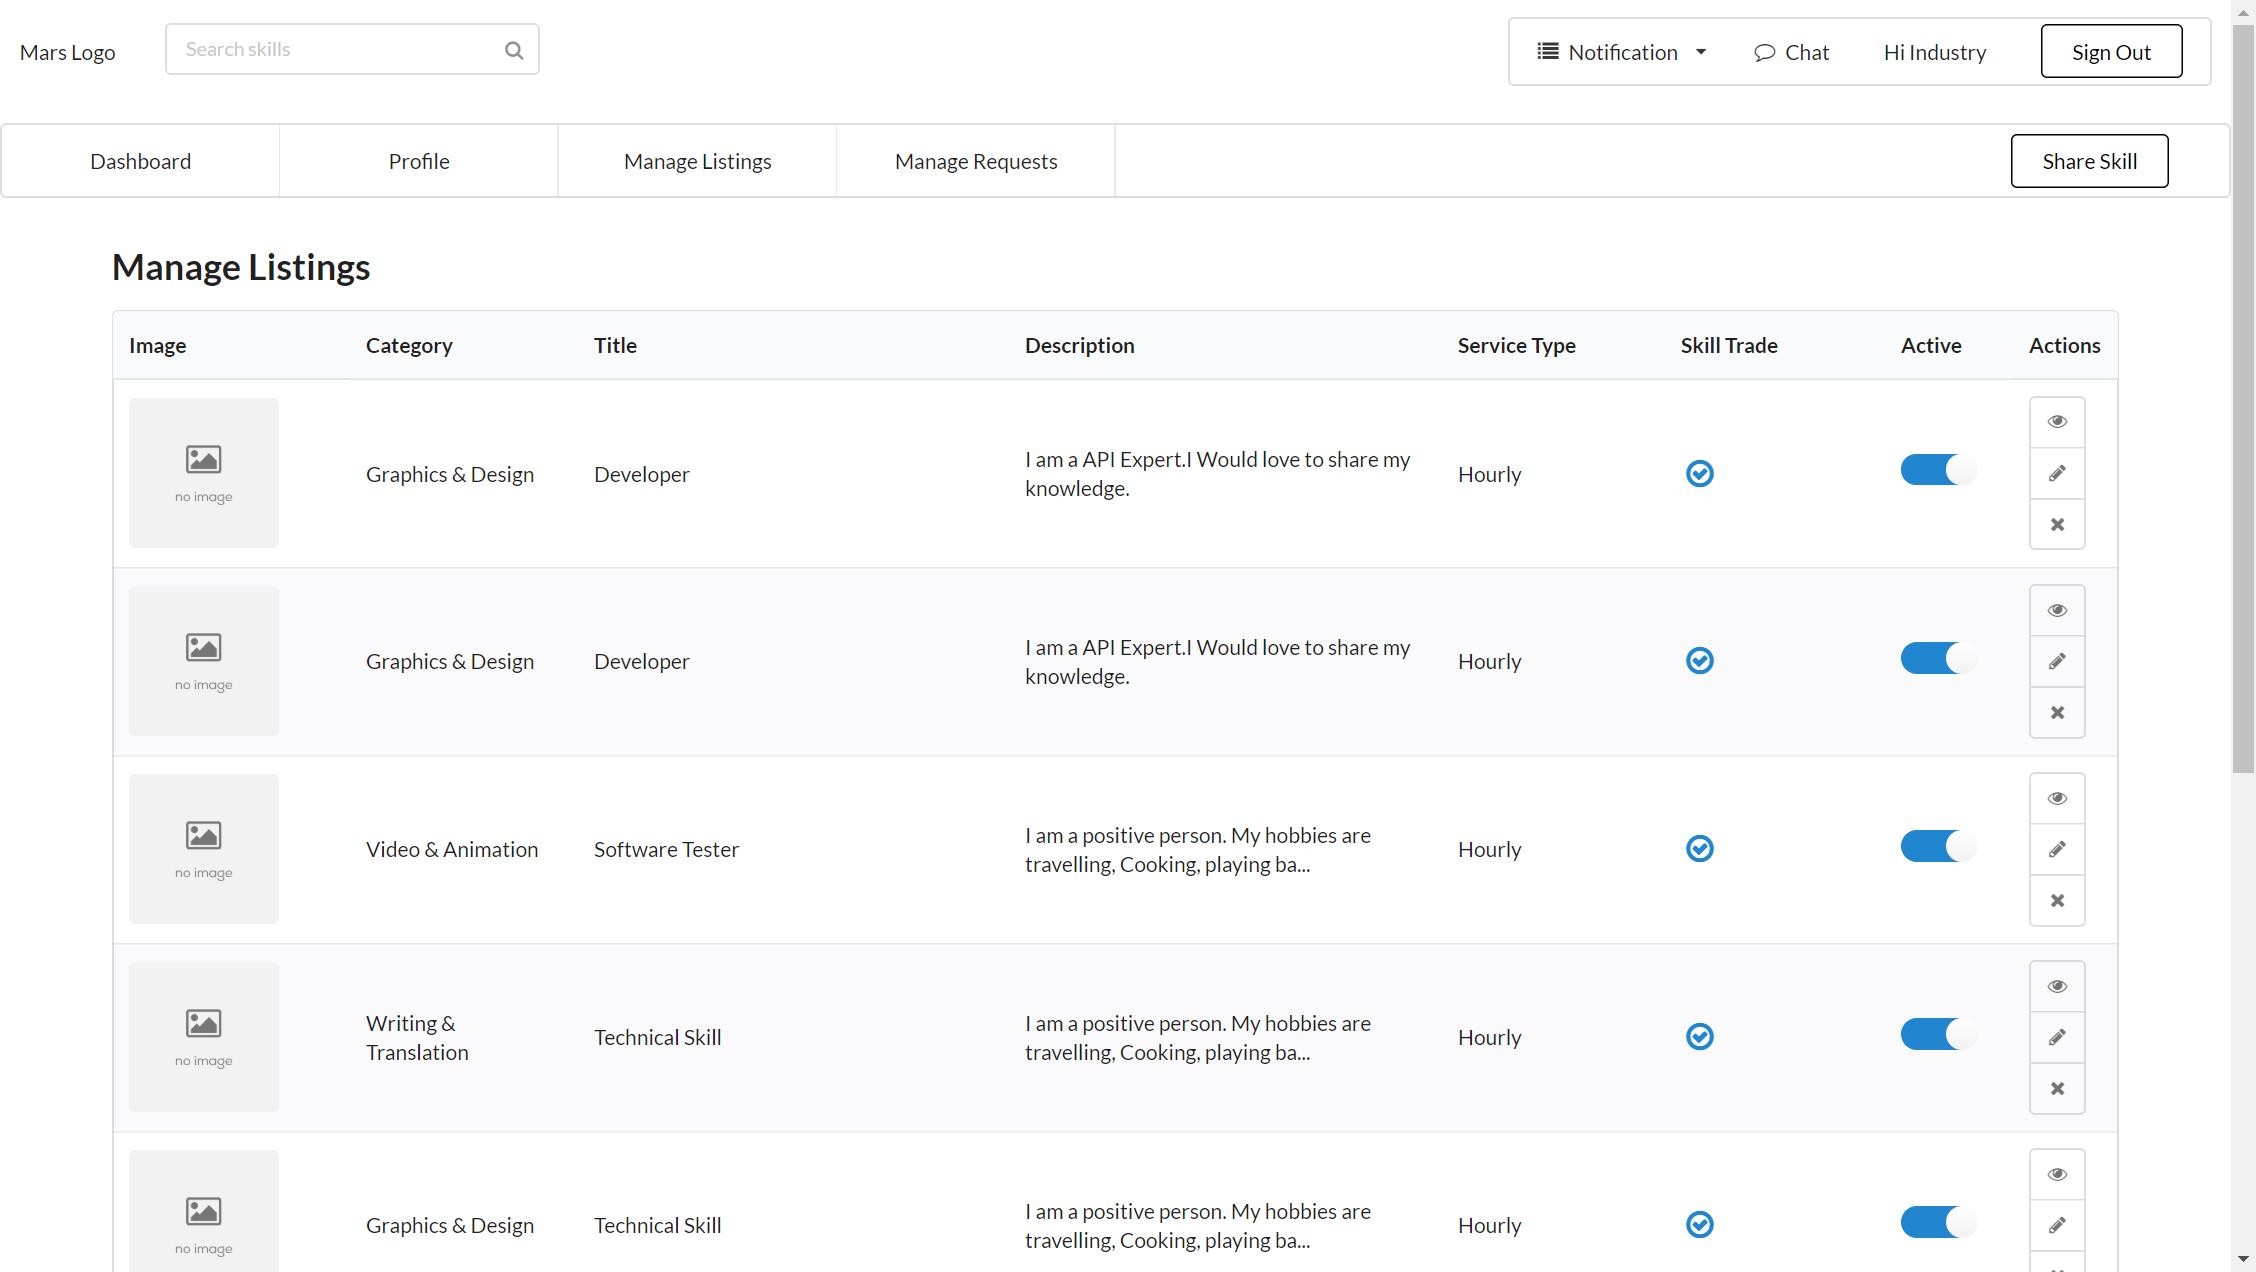 Mars Logo
Search skills
Notification
Chat
Hi Industry
Sign Out
Dashboard
Profile
Manage Listings
Manage Requests
Share Skill
Manage Listings
Image Category Title Description Service Type Skill Trade Active Actions
no image
Graphics & Design
Developer
I am a API Expert.I Would love to share my
knowledge.
Hourly
no image
Graphics & Design
Developer
I am a API Expert.I Would love to share my
knowledge.
Hourly
no image
Video & Animation
Software Tester
I am a positive person. My hobbies are
travelling, Cooking, playing ba...
Hourly
no image
Writing &
Translation
Technical Skill
I am a positive person. My hobbies are
travelling, Cooking, playing ba...
Hourly
no image
Graphics & Design
Technical Skill
I am a positive person. My hobbies are
travelling, Cooking, playing ba...
Hourly